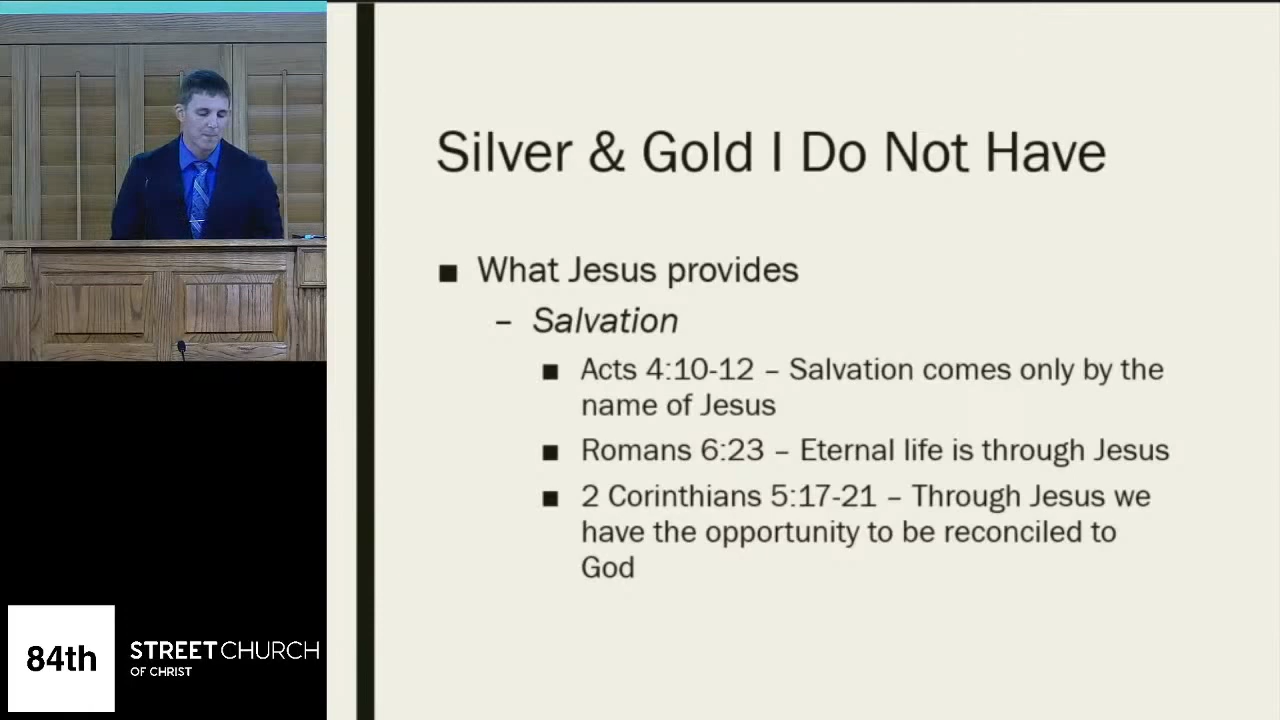 Silver & Gold I Do Not Have
■ What Jesus provides
– Salvation
■ Acts 4:10-12 – Salvation comes only by the
name of Jesus
■ Romans 6:23 – Eternal life is through Jesus
■ 2 Corinthians 5:17-21 – Through Jesus we
have the opportunity to be reconciled to
God
84th
STREET CHURCH
OF CHRIST